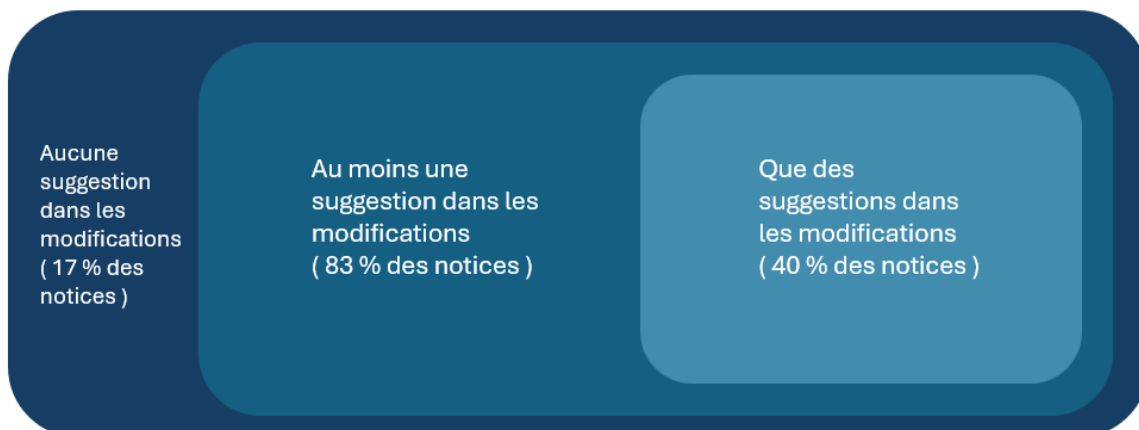 Aucune
suggestion
dans les
modifications
( 17 % des
notices )
Au moins une
suggestion dans les
modifications
( 83 % des notices )
Que des
suggestions dans
les modifications
( 40 % des notices )